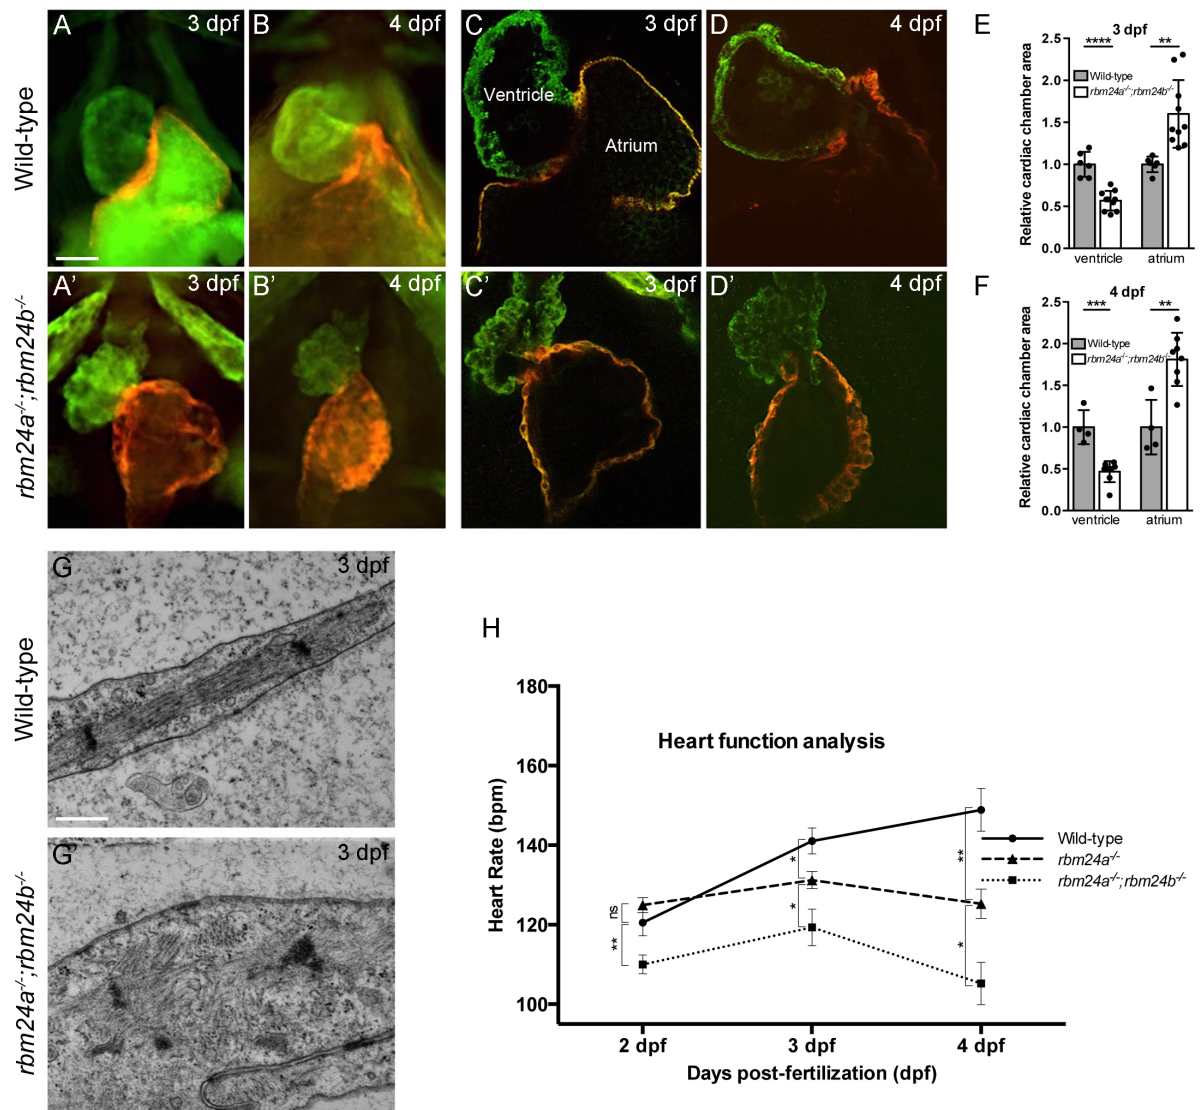 A
3 dpf
B
4 dpf
C
3 dpf
D
4 dpf
Wild-type
Ventricle
Atrium
A’
3 dpf
B’
4 dpf
C’
3 dpf
D’
4 dpf
rbm24a-/-;rbm24b-/-
E
3 dpf
**** **
Wild-type
rbm24a-/-;rbm24b-/-
Relative cardiac chamber area
2.5
2.0
1.5
1.0
0.5
0.0
ventricle atrium
F
4 dpf
*** **
Wild-type
rbm24a-/-;rbm24b-/-
Relative cardiac chamber area
2.5
2.0
1.5
1.0
0.5
0.0
ventricle atrium
G
3 dpf
Wild-type
G’
3 dpf
rbm24a-/-;rbm24b-/-
H
Heart function analysis
Heart Rate (bpm)
180
160
140
120
100
ns
**
*
*
**
*
Wild-type
rbm24a-/-
rbm24a-/-;rbm24b-/-
2 dpf 3 dpf 4 dpf
Days post-fertilization (dpf)